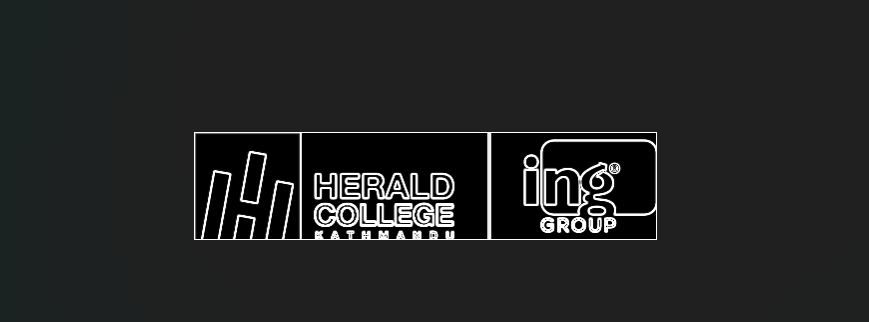 HERALD
COLLEGE
KATHMANDU
ing®
GROUP